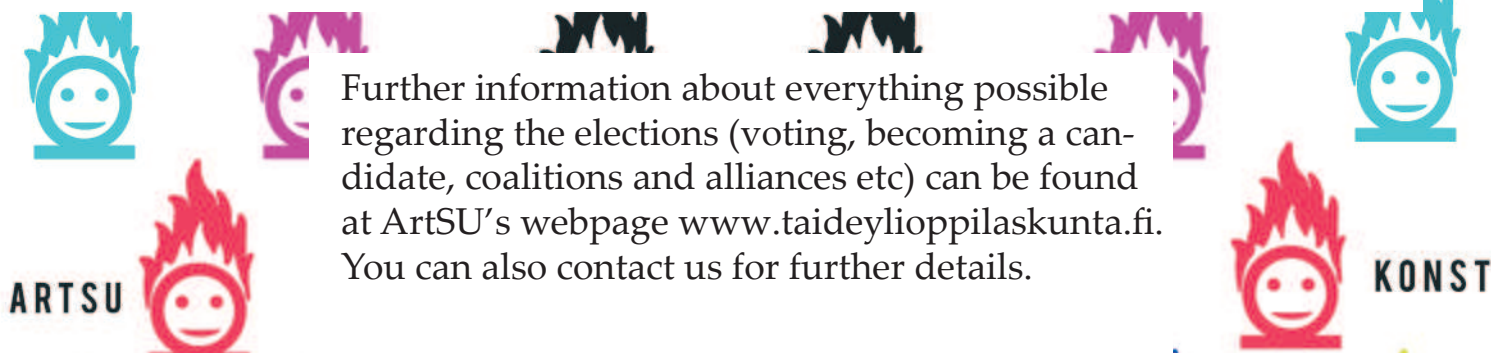 Further information about everything possible
regarding the elections (voting, becoming a can-
didate, coalitions and alliances etc) can be found
at ArtSU’s webpage www.taideylioppilaskunta.fi.
You can also contact us for further details.
ARTSU
KONST